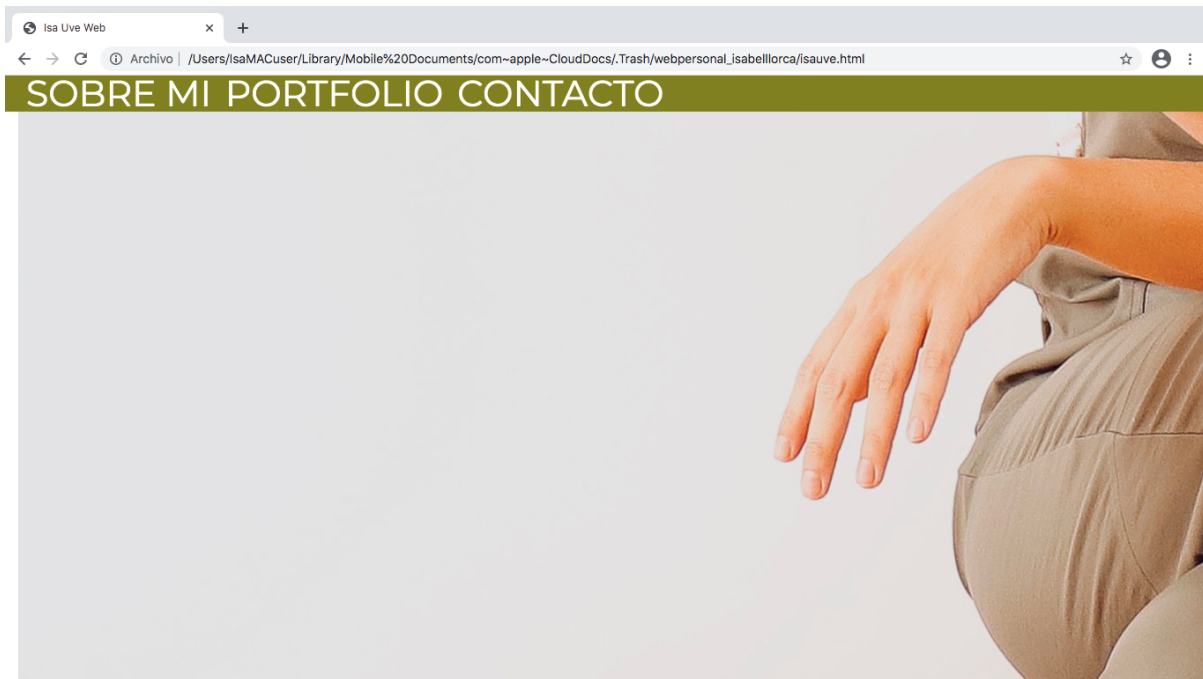 Isa Uve Web
Archivo | /Users/IsaMACuser/Library/Mobile%20Documents/com~apple~CloudDocs/.Trash/webpersonal_isabelllorca/isauve.html
SOBRE MI PORTFOLIO CONTACTO